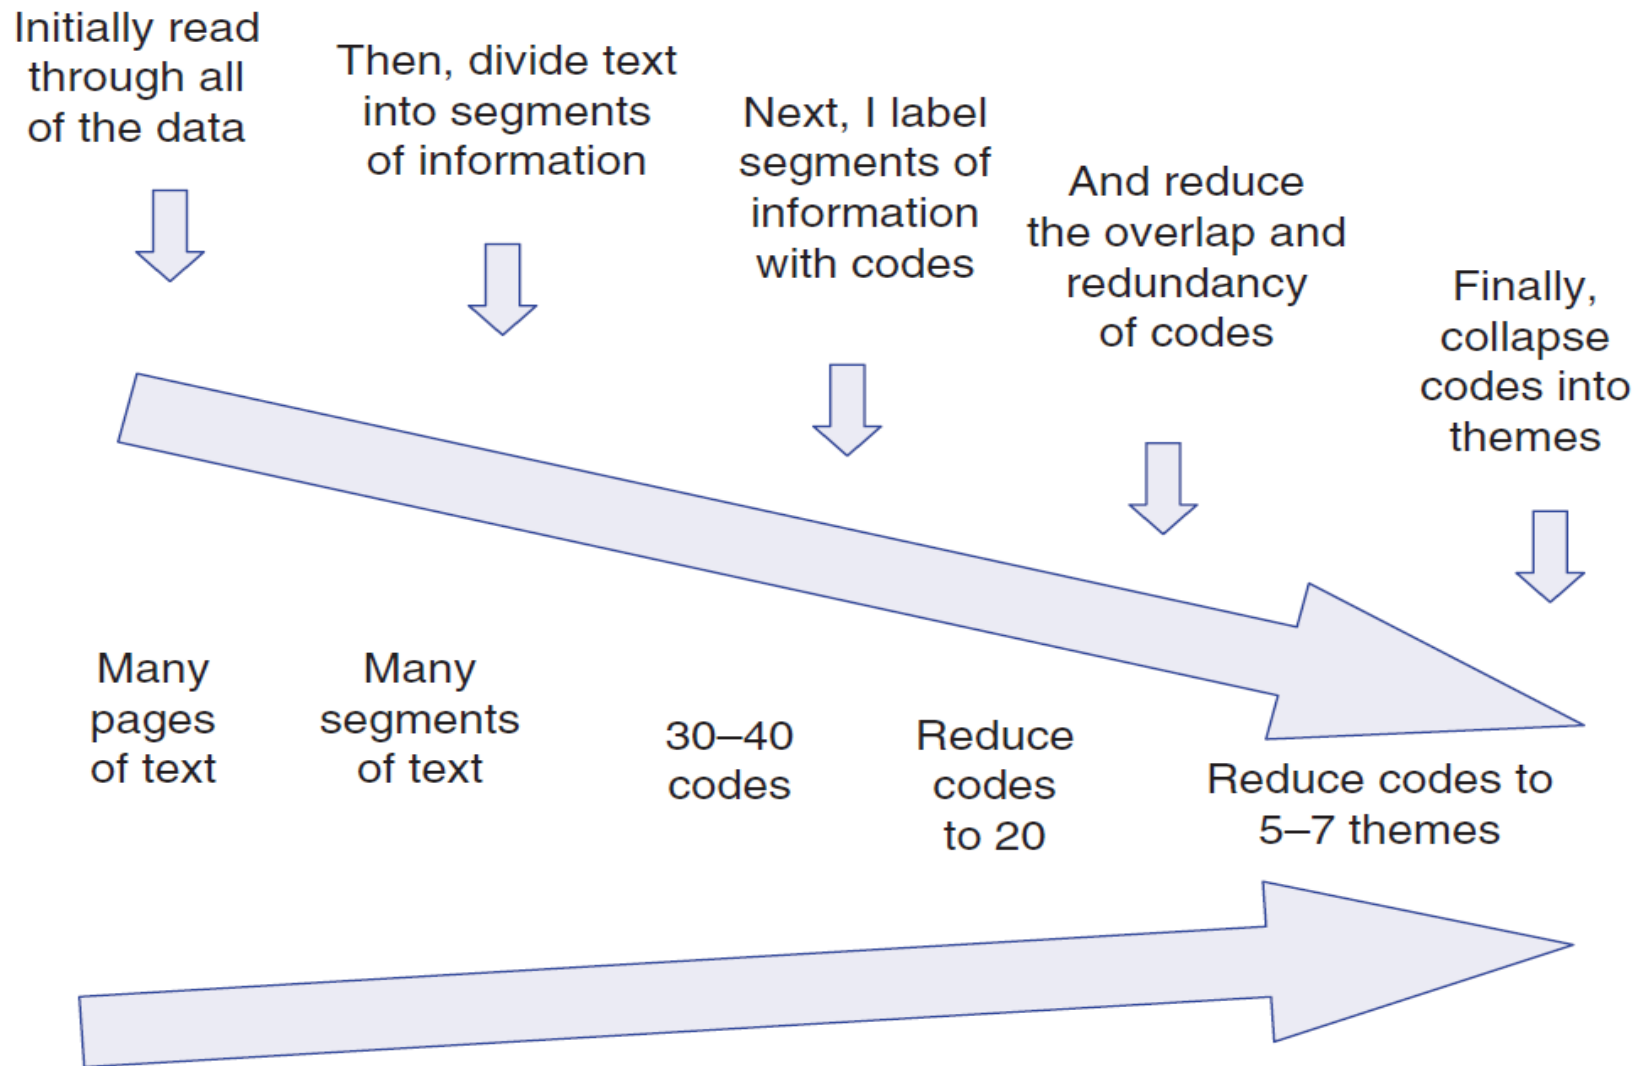 Initially read
through all
of the data
Then, divide text
into segments
of information
Next, I label
segments of
information
with codes
And reduce
the overlap and
redundancy
of codes
Finally,
collapse
codes into
themes
Many
pages
of text
Many
segments
of text
30–40
codes
Reduce
codes
to 20
Reduce codes to
5–7 themes